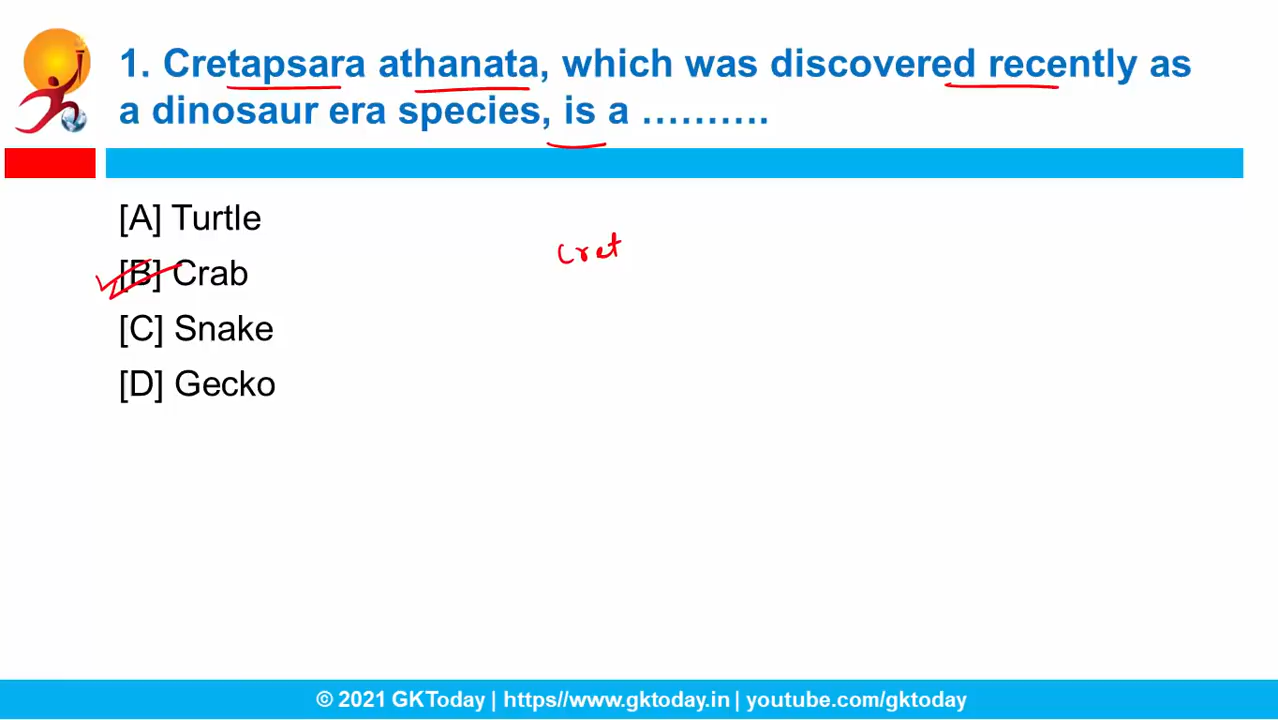 1. Cretapsara athanata, which was discovered recently as
a dinosaur era species, is a ……….
[A] Turtle
cret
[B] Crab
[C] Snake
[D] Gecko
© 2021 GKToday | https//www.gktoday.in | youtube.com/gktoday